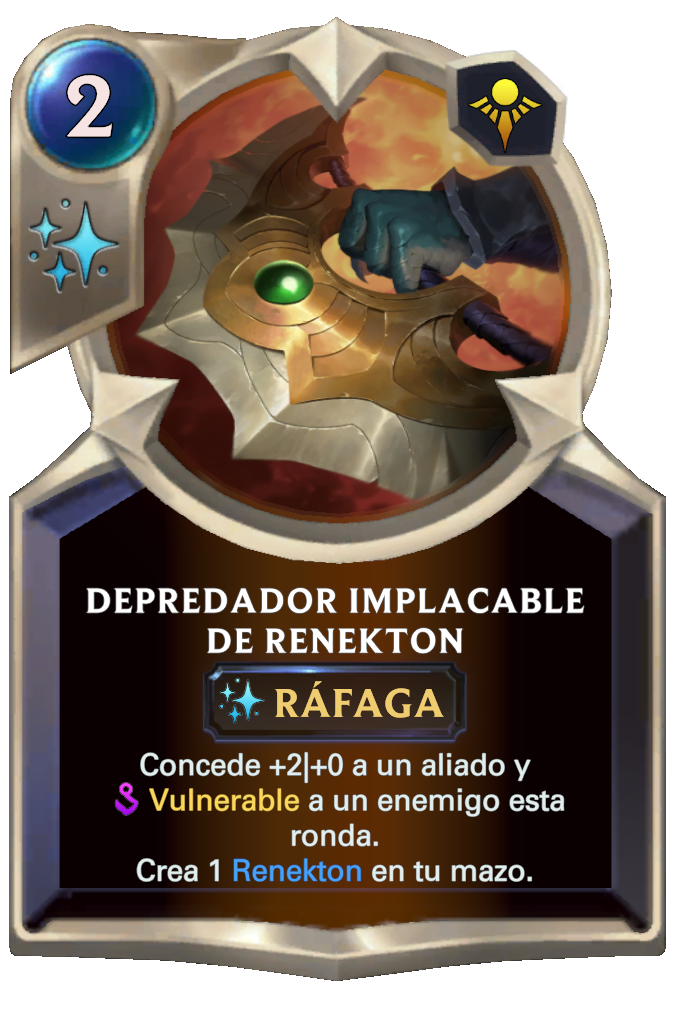 2
DEPREDADOR IMPLACABLE
DE RENEKTON
RÁFAGA
Concede +2|+0 a un aliado y
Vulnerable a un enemigo esta
ronda.
Crea 1 Renekton en tu mazo.